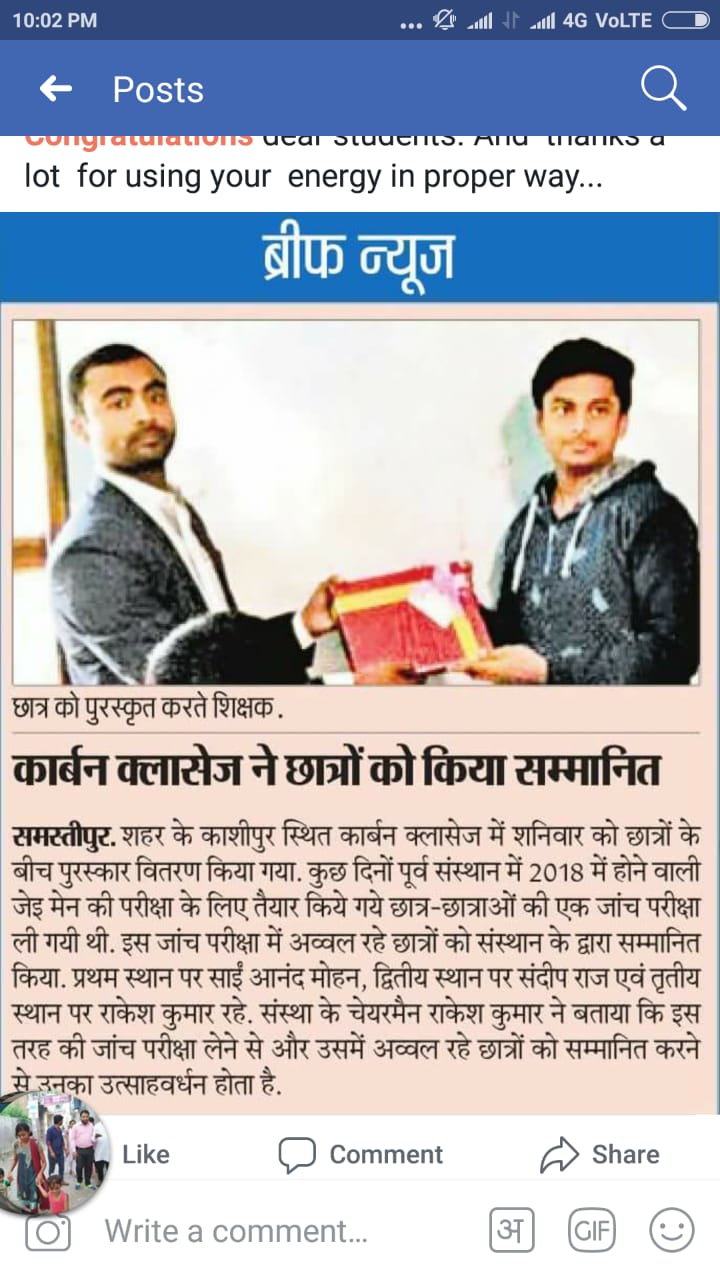 10:02 PM
4G VoLTE
Posts
Congratulations dear students. And thanks a
lot for using your energy in proper way...
ब्रीफ न्यूज
छात्र को पुरस्कृत करते शिक्षक.
कार्बन क्लासेज ने छात्रों को किया सम्मानित
समस्तीपुर. शहर के काशीपुर स्थित कार्बन क्लासेज में शनिवार को छात्रों के
बीच पुरस्कार वितरण किया गया. कुछ दिनों पूर्व संस्थान में 2018 में होने वाली
जेइ मेन की परीक्षा के लिए तैयार किये गये छात्र-छात्राओं की एक जांच परीक्षा
ली गयी थी. इस जांच परीक्षा में अव्वल रहे छात्रों को संस्थान के द्वारा सम्मानित
किया. प्रथम स्थान पर साईं आनंद मोहन, द्वितीय स्थान पर संदीप राज एवं तृतीय
स्थान पर राकेश कुमार रहे. संस्था के चेयरमैन राकेश कुमार ने बताया कि इस
तरह की जांच परीक्षा लेने से और उसमें अव्वल रहे छात्रों को सम्मानित करने
से उनका उत्साहवर्धन होता है.
Like Comment Share
Write a comment... अ GIF